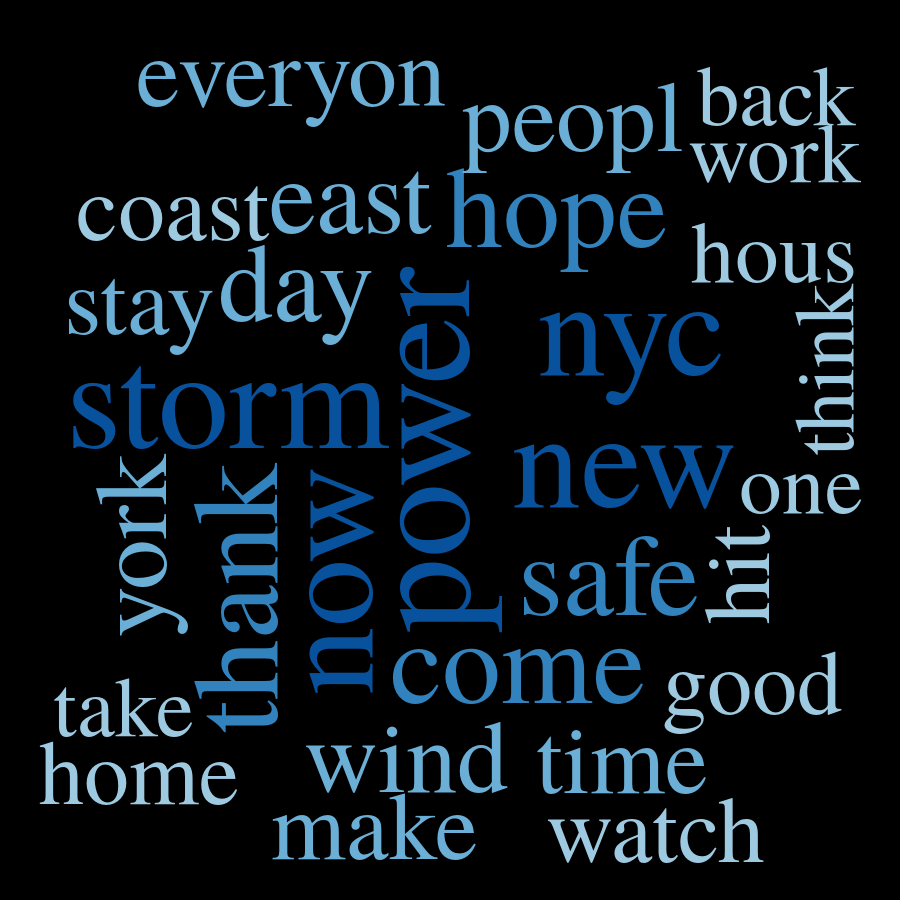 everyon
peopl
back
work
coast
east
hope
hous
stay
day
power
nyc
thinks
storm
new
york
thank
now
one
safe
hit
come
take
good
home
wind
time
make
watch